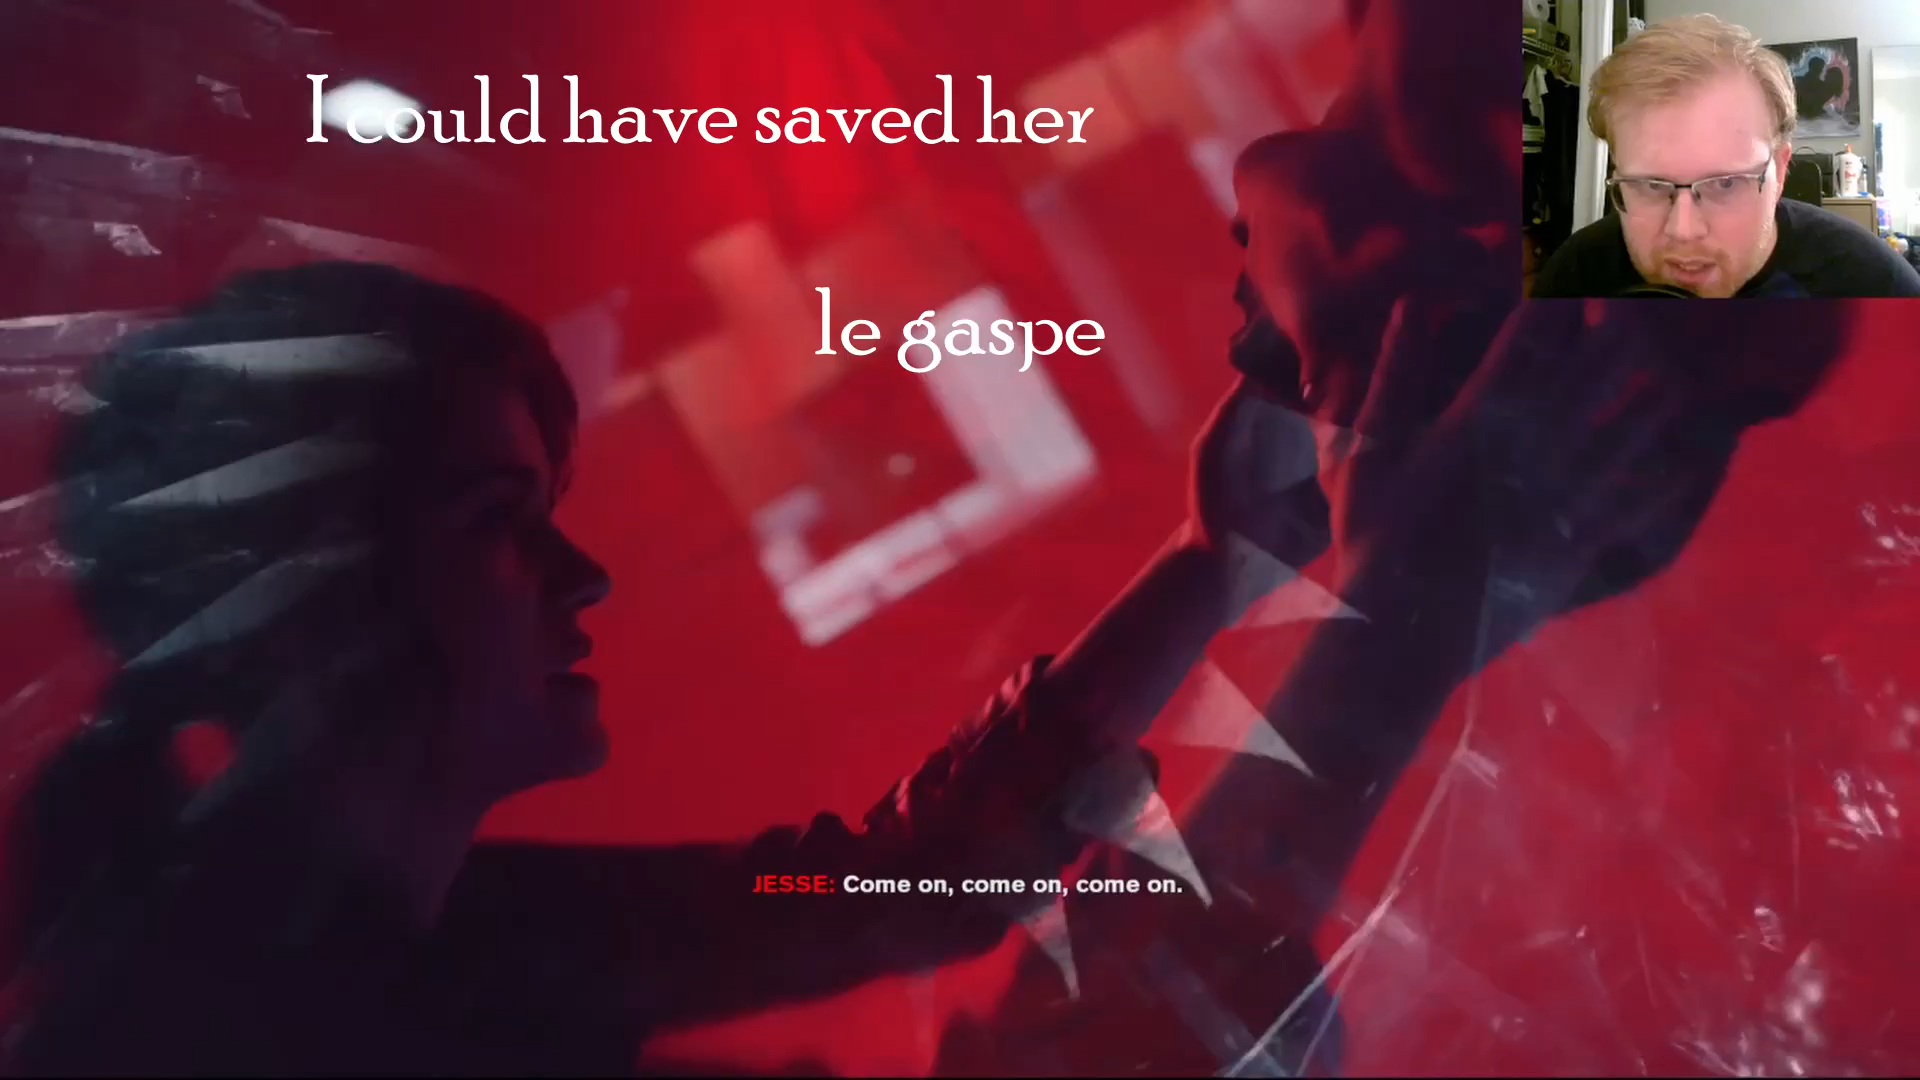 I could have saved her
le gaspe
JESSE: Come on, come on, come on.